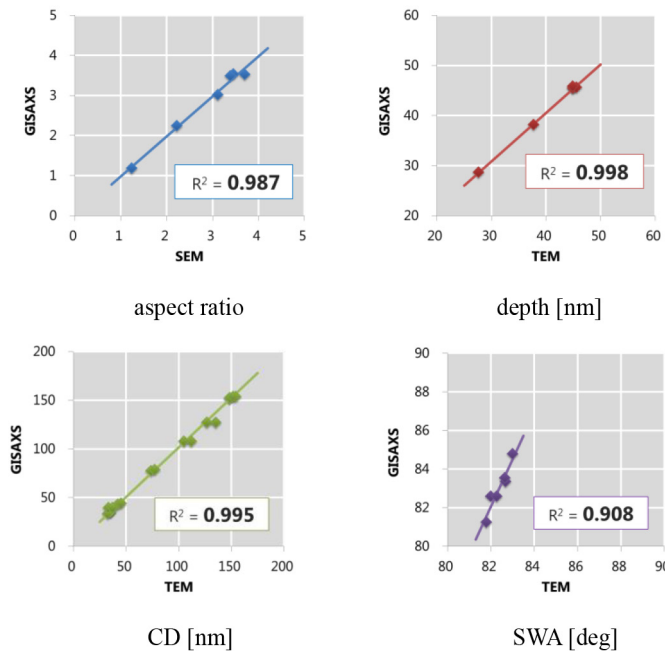 5
4
3
2
1
0
GISAXS
R² = 0.987
0 1 2 3 4 5
SEM
aspect ratio
60
50
40
30
20
GISAXS
R² = 0.998
20 30 40 50 60
TEM
depth [nm]
200
150
100
50
0
GISAXS
R² = 0.995
0 50 100 150 200
TEM
CD [nm]
90
88
86
84
82
80
GISAXS
R² = 0.908
80 82 84 86 88 90
TEM
SWA [deg]